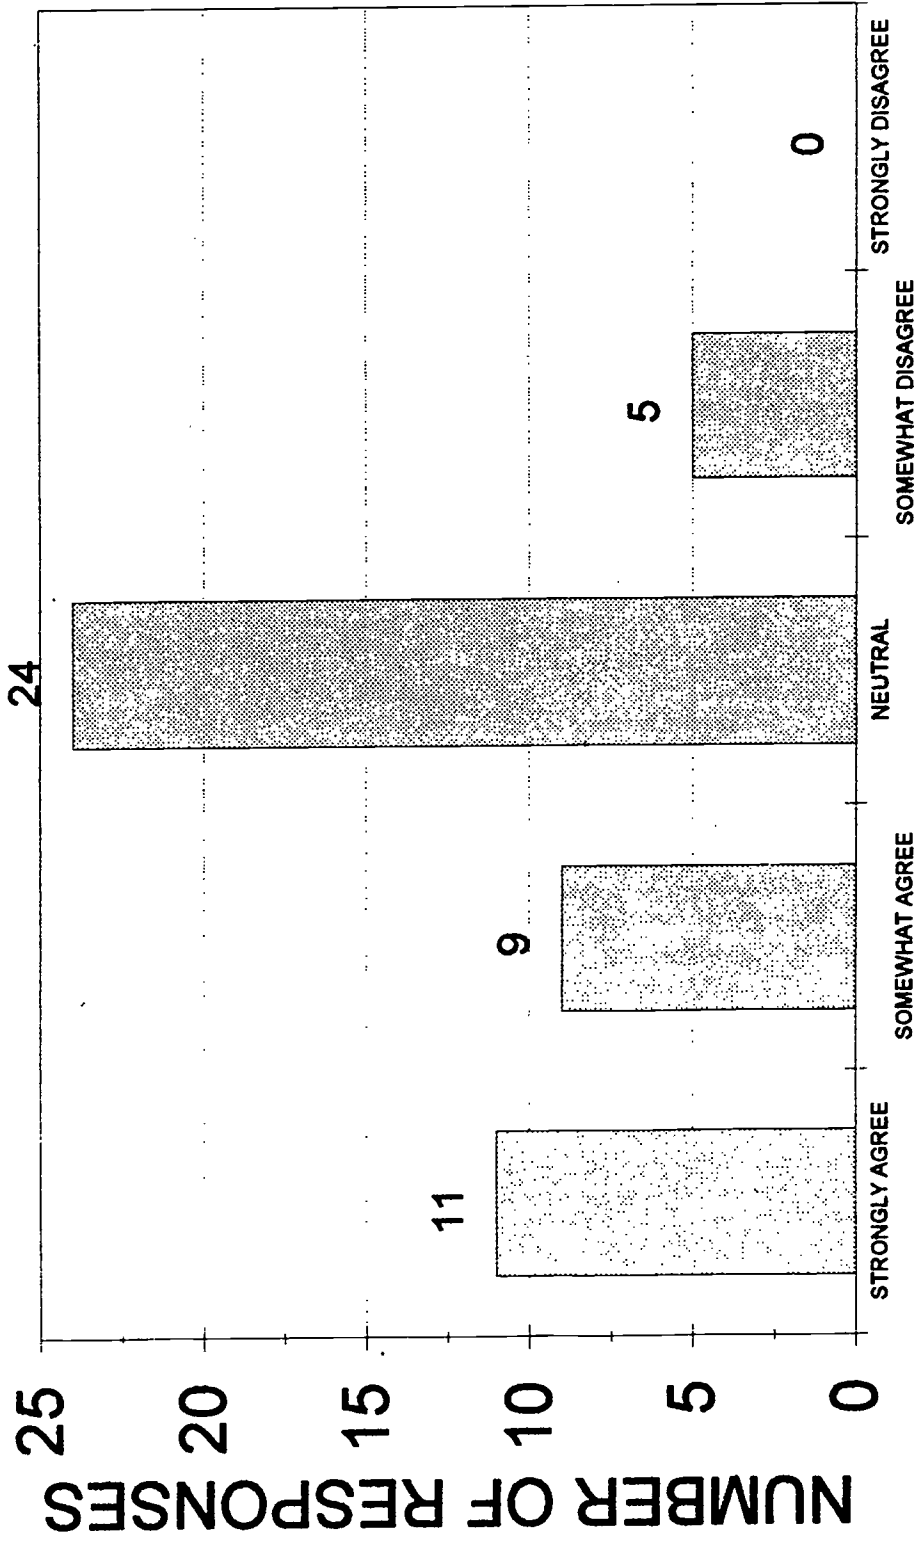 NUMBER OF RESPONSES
25
20
15
10
5
0
11
9
24
5
0
STRONGLY AGREE
SOMEWHAT AGREE
NEUTRAL
SOMEWHAT DISAGREE
STRONGLY DISAGREE